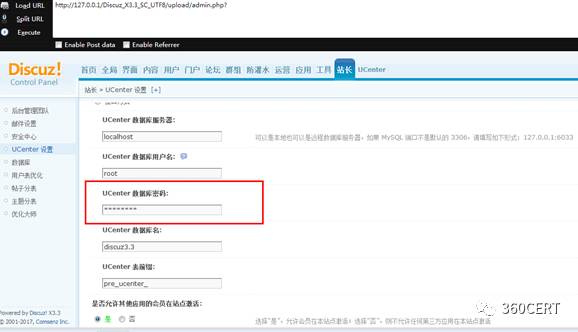 Load URL
http://127.0.0.1/Discuz_X3.3_SC_UTF8/upload/admin.php?
Split URL
Execute
Enable Post data Enable Referrer
Discuz!
Control Panel
首页 全局 界面 内容 用户 门户 论坛 群组 防灌水 运营 应用 工具 站长 UCenter
站长 » UCenter 设置 [+]
后台管理团队
邮件设置
安全中心
UCenter 设置
数据库
用户表优化
帖子分表
主题分表
优化大师
UCenter 数据库服务器:
localhost
可以是本地也可以是远程数据库服务器，如果 MySQL 端口不是默认的 3306，请填写如下形式：127.0.0.1:6033
UCenter 数据库用户名:
root
UCenter 数据库密码:
********
UCenter 数据库名:
discuz3.3
UCenter 表前缀:
pre_ucenter_
是否允许其他应用的会员在站点激活:
是 否
选择"是"，允许会员在本站点激活；选择"否"，则不允许任何第三方应用在本站点激活
Powered by Discuz! X3.3
© 2001-2017, Comsenz Inc.
360CERT